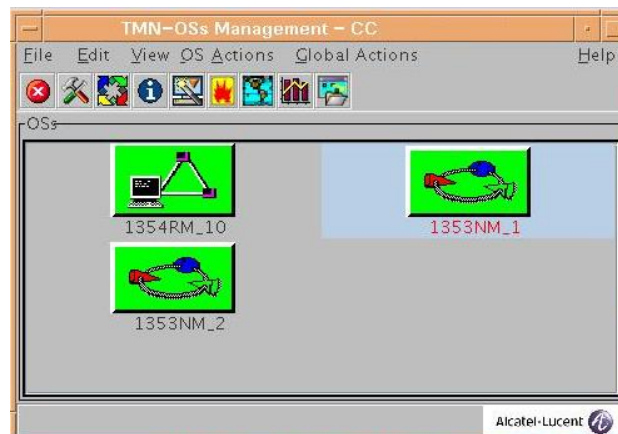 TMN-OSs Management - CC
File Edit View OS Actions Global Actions Help
OSs
1354RM_10 1353NM_1
1353NM_2
Alcatel-Lucent